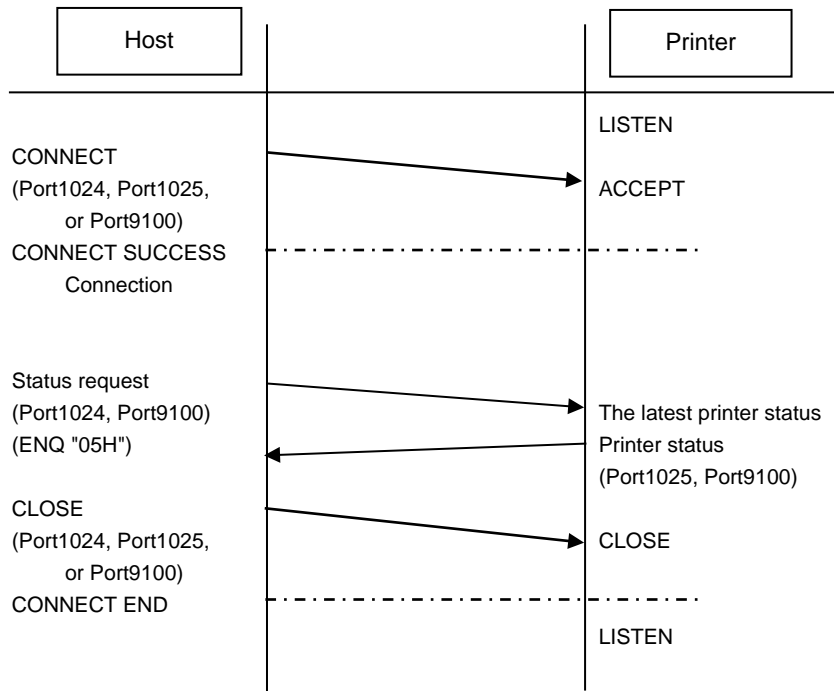 Host
Printer
LISTEN
CONNECT
(Port1024, Port1025,
or Port9100)
ACCEPT
CONNECT SUCCESS
Connection
Status request
(Port1024, Port9100)
(ENQ "05H")
The latest printer status
Printer status
(Port1025, Port9100)
CLOSE
(Port1024, Port1025,
or Port9100)
CLOSE
CONNECT END
LISTEN